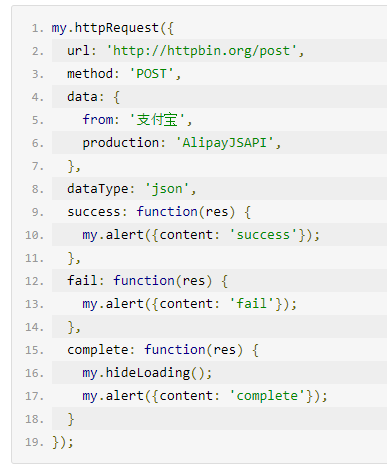 1. my.httpRequest({
2.   url: 'http://httpbin.org/post',
3.   method: 'POST',
4.   data: {
5.     from: '支付宝',
6.     production: 'AlipayJSAPI',
7.   },
8.   dataType: 'json',
9.   success: function(res) {
10.     my.alert({content: 'success'});
11.   },
12.   fail: function(res) {
13.     my.alert({content: 'fail'});
14.   },
15.   complete: function(res) {
16.     my.hideLoading();
17.     my.alert({content: 'complete'});
18.   }
19. });